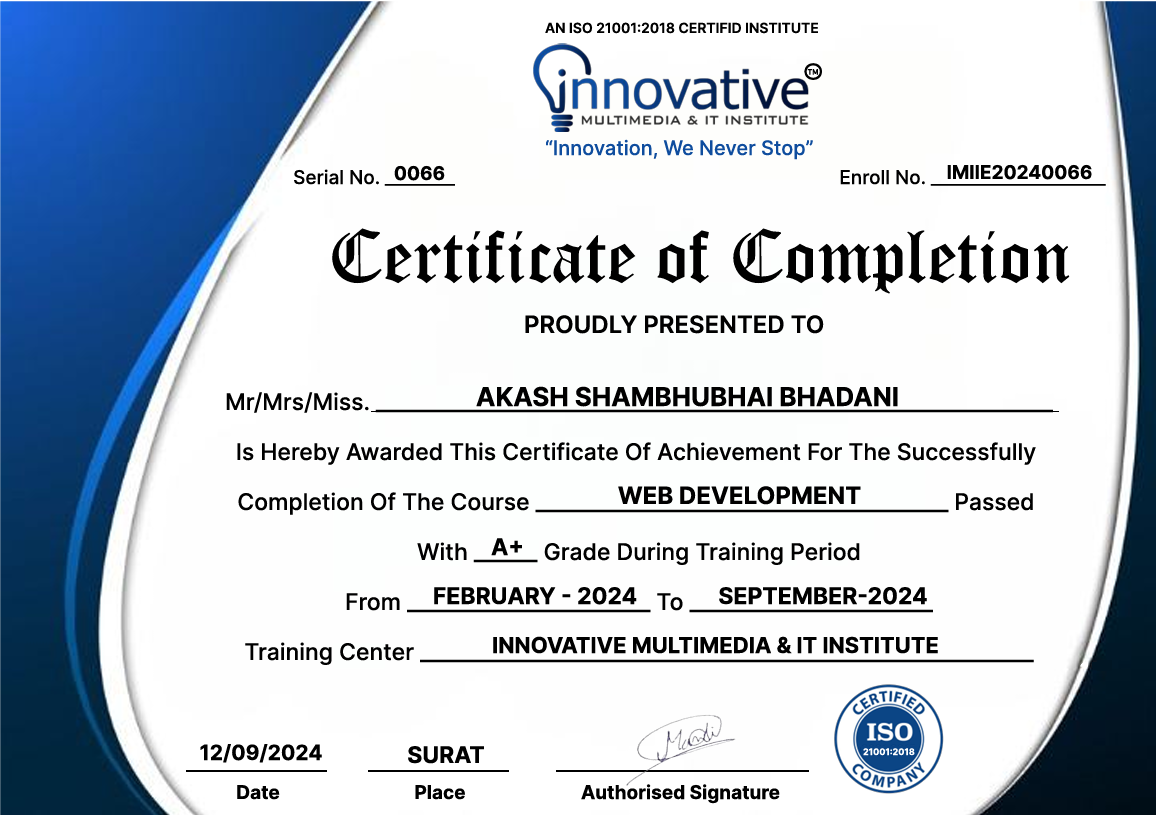 AN ISO 21001:2018 CERTIFID INSTITUTE
innovative TM
MULTIMEDIA & IT INSTITUTE
“Innovation, We Never Stop”
Serial No. 0066 Enroll No. IMIIE20240066
Certificate of Completion
PROUDLY PRESENTED TO
Mr/Mrs/Miss. AKASH SHAMBHUBHAI BHADANI
Is Hereby Awarded This Certificate Of Achievement For The Successfully
Completion Of The Course WEB DEVELOPMENT Passed
With A+ Grade During Training Period
From FEBRUARY - 2024 To SEPTEMBER-2024
Training Center INNOVATIVE MULTIMEDIA & IT INSTITUTE
12/09/2024 SURAT
Date Place Authorised Signature
CERTIFIED
ISO
21001:2018
COMPANY